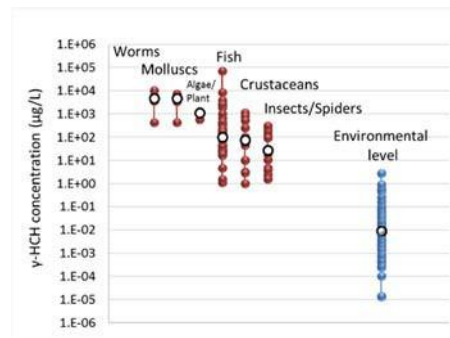 γ-HCH concentration (µg/L)
1.E+06
1.E+05
1.E+04
1.E+03
1.E+02
1.E+01
1.E+00
1.E-01
1.E-02
1.E-03
1.E-04
1.E-05
1.E-06
Worms
Molluscs
Algae/
Plant
Fish
Crustaceans
Insects/Spiders
Environmental
level